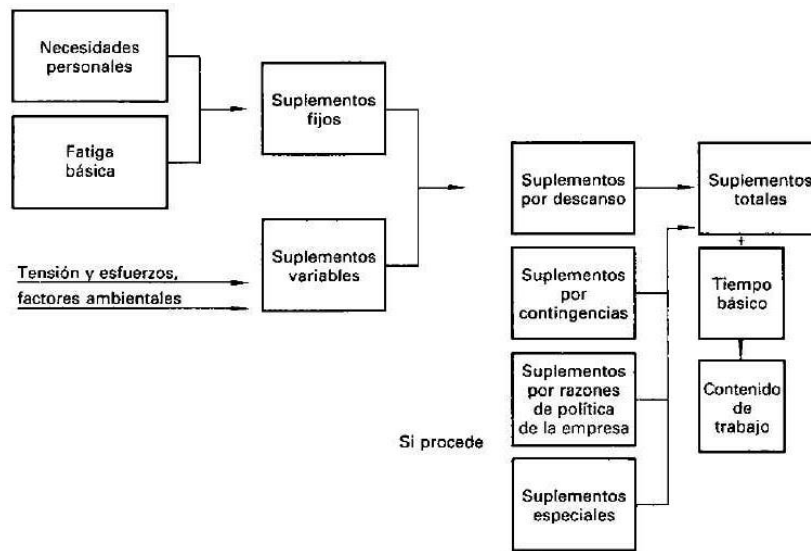 Necesidades
personales
Fatiga
básica
Tensión y esfuerzos,
factores ambientales
Suplementos
fijos
Suplementos
variables
Suplementos
por descanso
Suplementos
por
contingencias
Suplementos
por razones
de política
de la empresa
Si procede
Suplementos
especiales
Suplementos
totales
+
Tiempo
básico
Contenido
de
trabajo